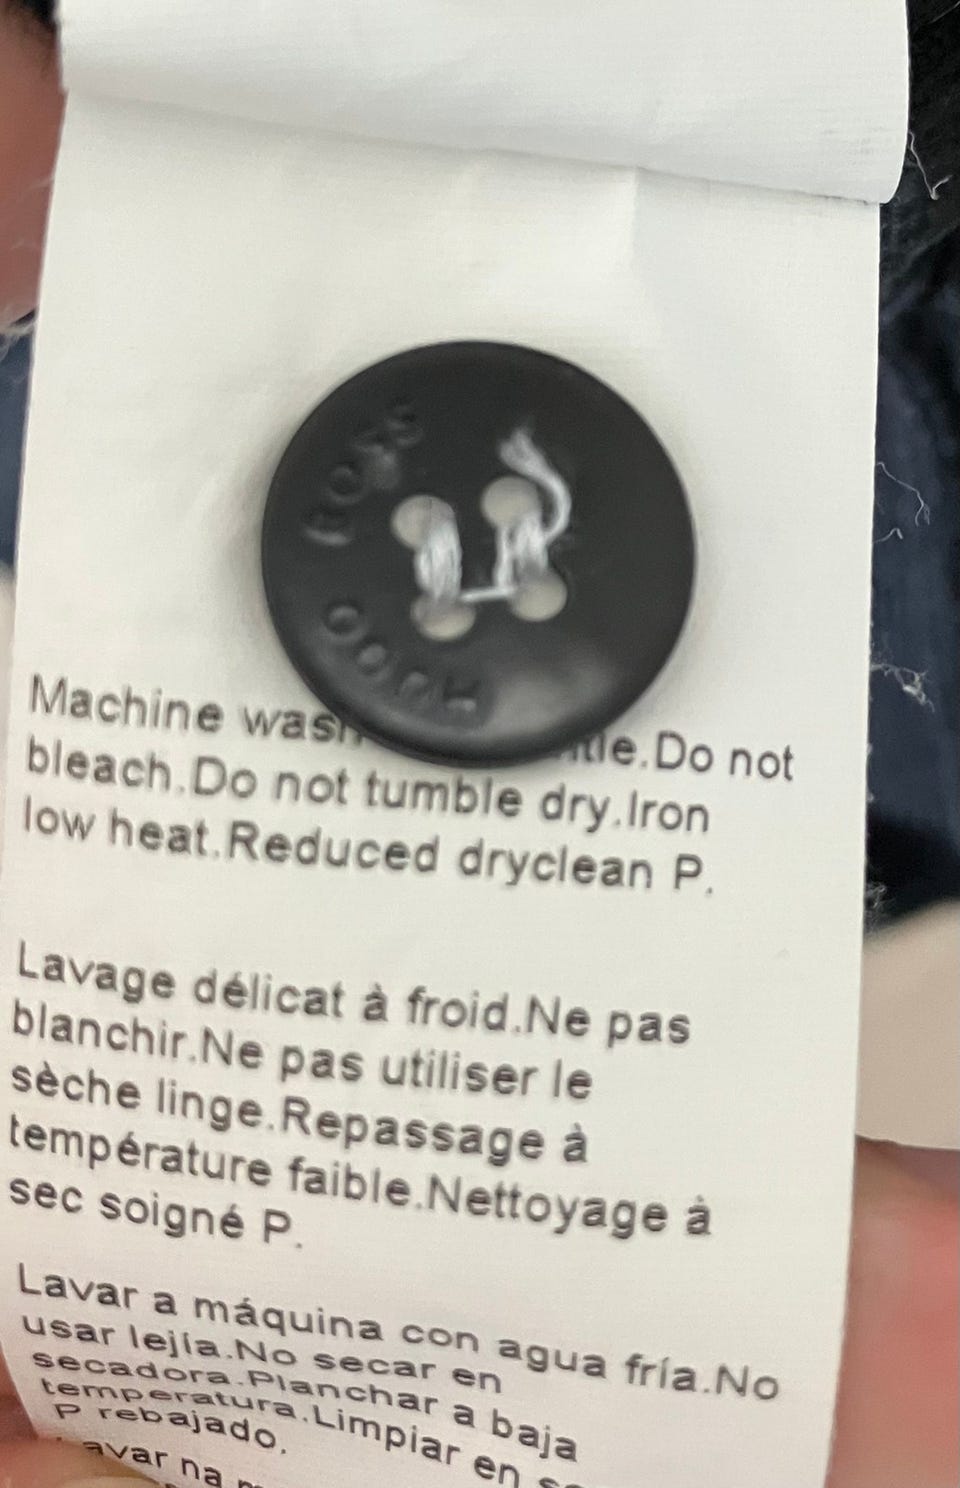 BOSS
HUGO
Machine wash tle.Do not
bleach.Do not tumble dry.Iron
low heat.Reduced dryclean P.
Lavage délicat à froid.Ne pas
blanchir.Ne pas utiliser le
sèche linge.Repassage à
température faible.Nettoyage à
sec soigné P.
Lavar a máquina con agua fría.No
usar lejía.No secar en
secadora.Planchar a baja
temperatura.Limpiar en
P rebajado.
avar na